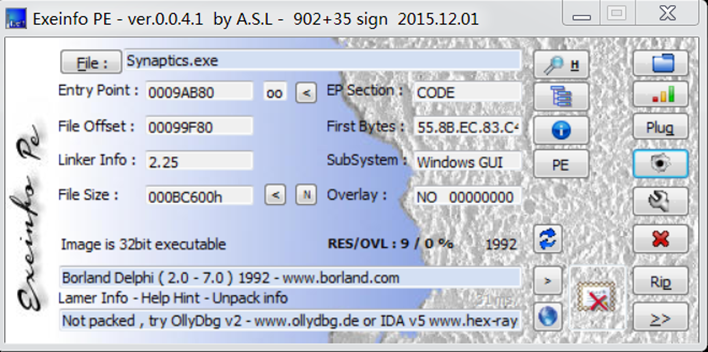 Exeinfo PE - ver.0.0.4.1 by A.S.L - 902+35 sign 2015.12.01
File : Synaptics.exe H
Entry Point : 0009AB80 oo < EP Section : CODE
File Offset : 00099F80 First Bytes : 55.8B.EC.83.C4 Plug
Linker Info : 2.25 SubSystem : Windows GUI PE
File Size : 000BC600h < N Overlay : NO 00000000
Image is 32bit executable RES/OVL : 9 / 0 % 1992
Borland Delphi ( 2.0 - 7.0 ) 1992 - www.borland.com > Rip
Lamer Info - Help Hint - Unpack info
Not packed , try OllyDbg v2 - www.ollydbg.de or IDA v5 www.hex-ray >>
Exeinfo Pe